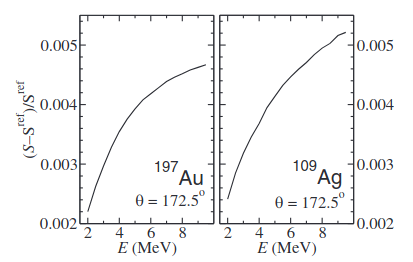 (S–S^ref)/S^ref
0.005
0.004
0.003
0.002
^197Au
θ = 172.5°
2 4 6 8
E (MeV)
^109Ag
θ = 172.5°
2 4 6 8
E (MeV)
0.005
0.004
0.003
0.002